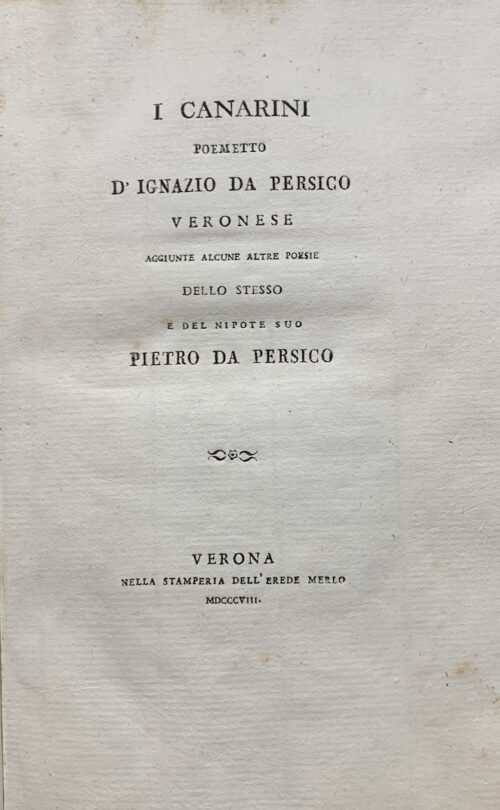 I CANARINI
POEMETTO
D' IGNAZIO DA PERSICO
VERONESE
AGGIUNTE ALCUNE ALTRE POESIE
DELLO STESSO
E DEL NIPOTE SUO
PIETRO DA PERSICO
VERONA
NELLA STAMPERIA DELL' EREDE MERLO
MDCCCVIII.